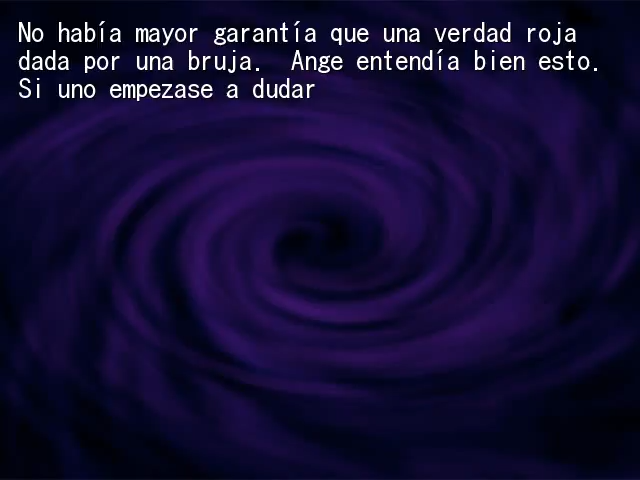 No había mayor garantía que una verdad roja
dada por una bruja.  Ange entendía bien esto.
Si uno empezase a dudar